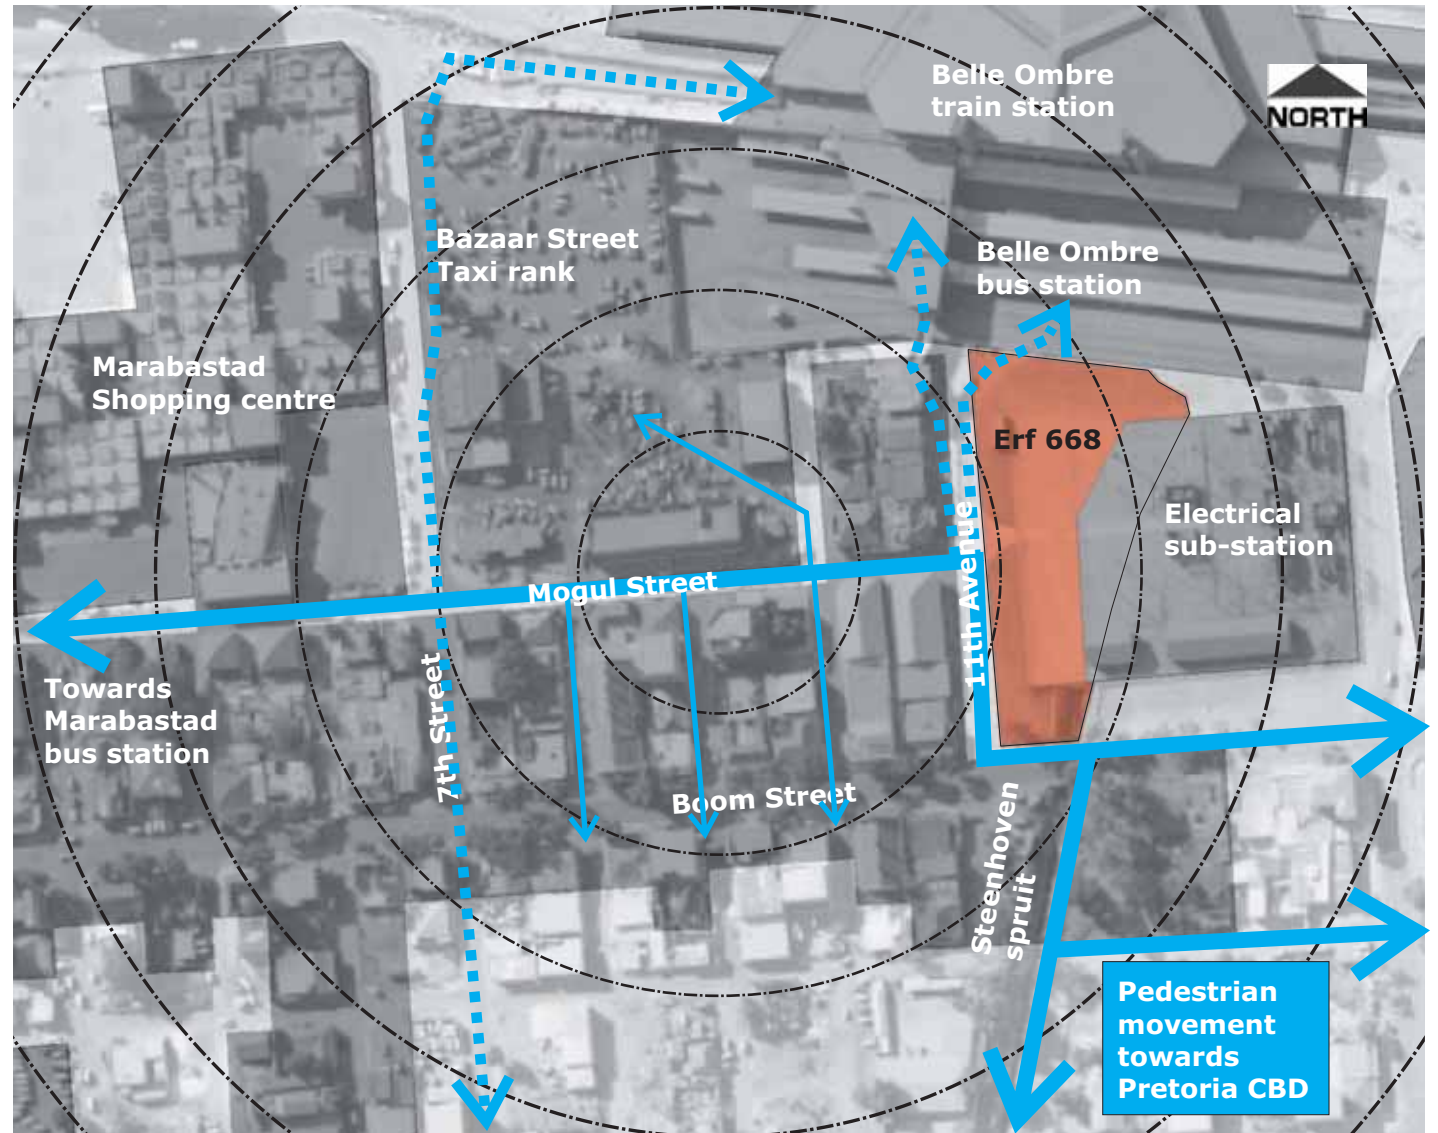 Belle Ombre
train station
NORTH
Bazaar Street
Taxi rank
Belle Ombre
bus station
Marabastad
Shopping centre
Erf 668
Electrical
sub-station
11th Avenue
Mogul Street
Towards
Marabastad
bus station
7th Street
Boom Street
Steenhoven
spruit
Pedestrian
movement
towards
Pretoria CBD